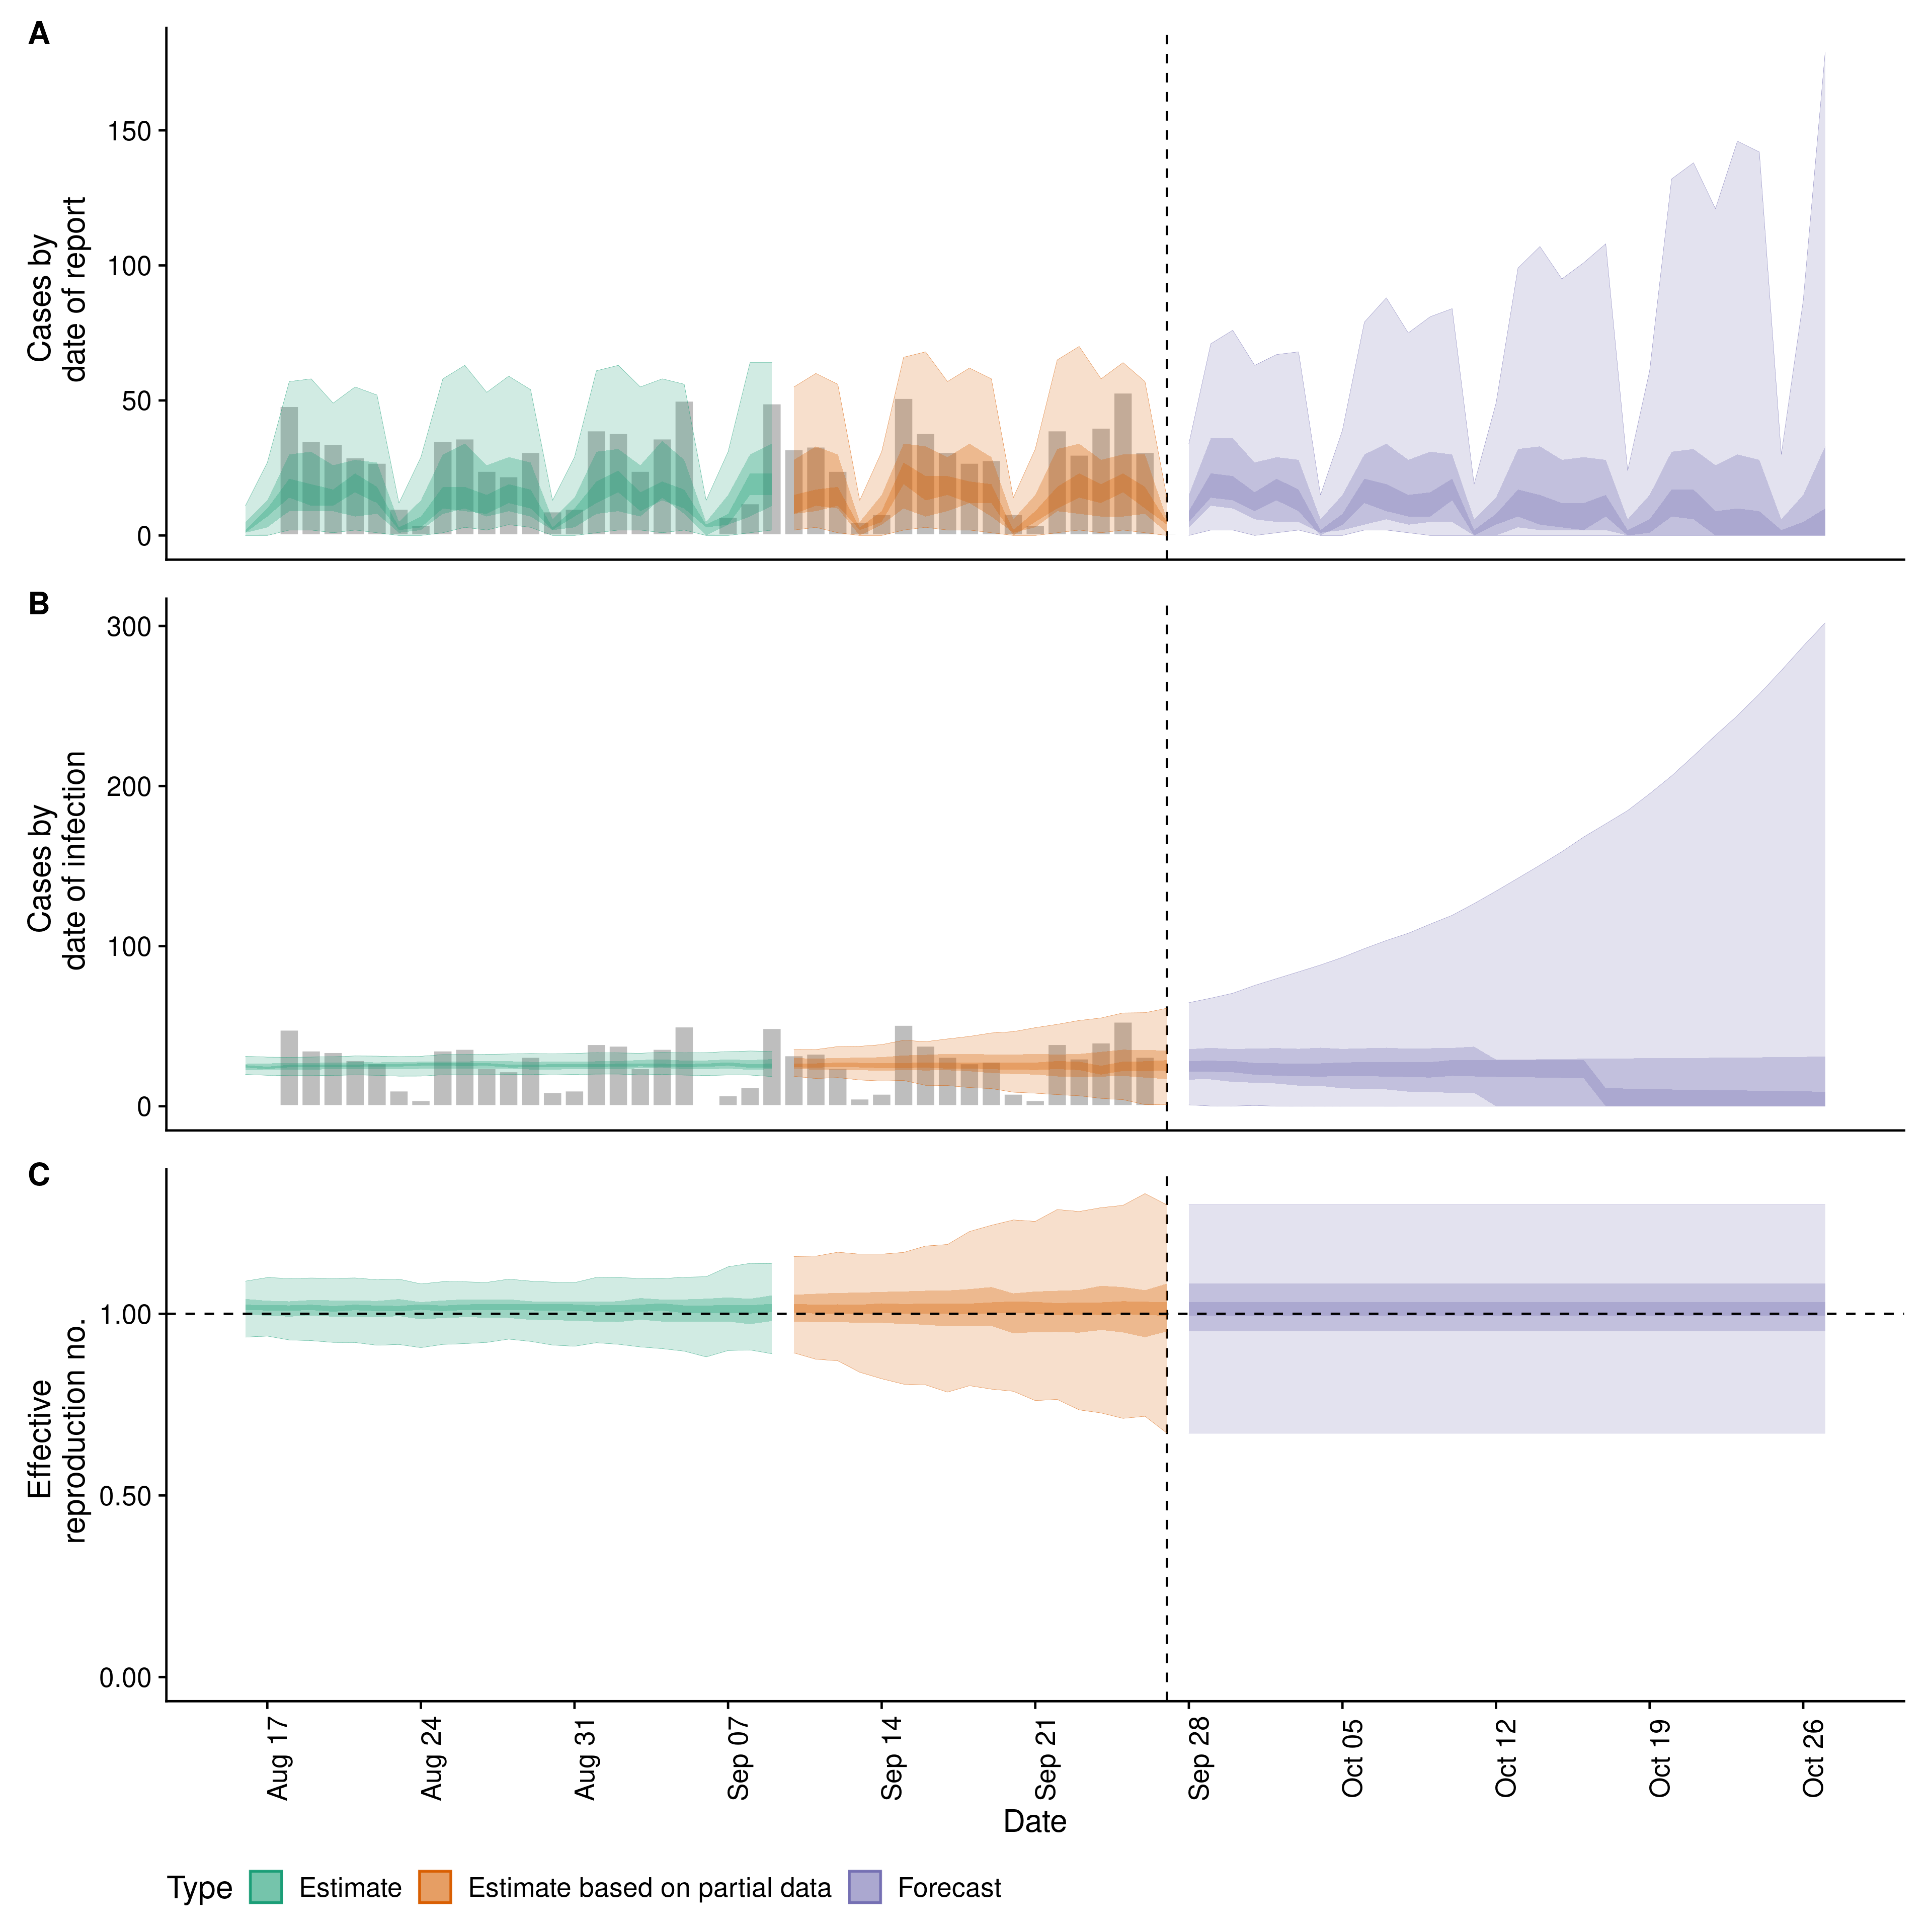 A
Cases by
date of report
150
100
50
0
B
Cases by
date of infection
300
200
100
0
C
Effective
reproduction no.
1.00
0.50
0.00
Aug 17
Aug 24
Aug 31
Sep 07
Sep 14
Sep 21
Sep 28
Oct 05
Oct 12
Oct 19
Oct 26
Date
Type Estimate Estimate based on partial data Forecast